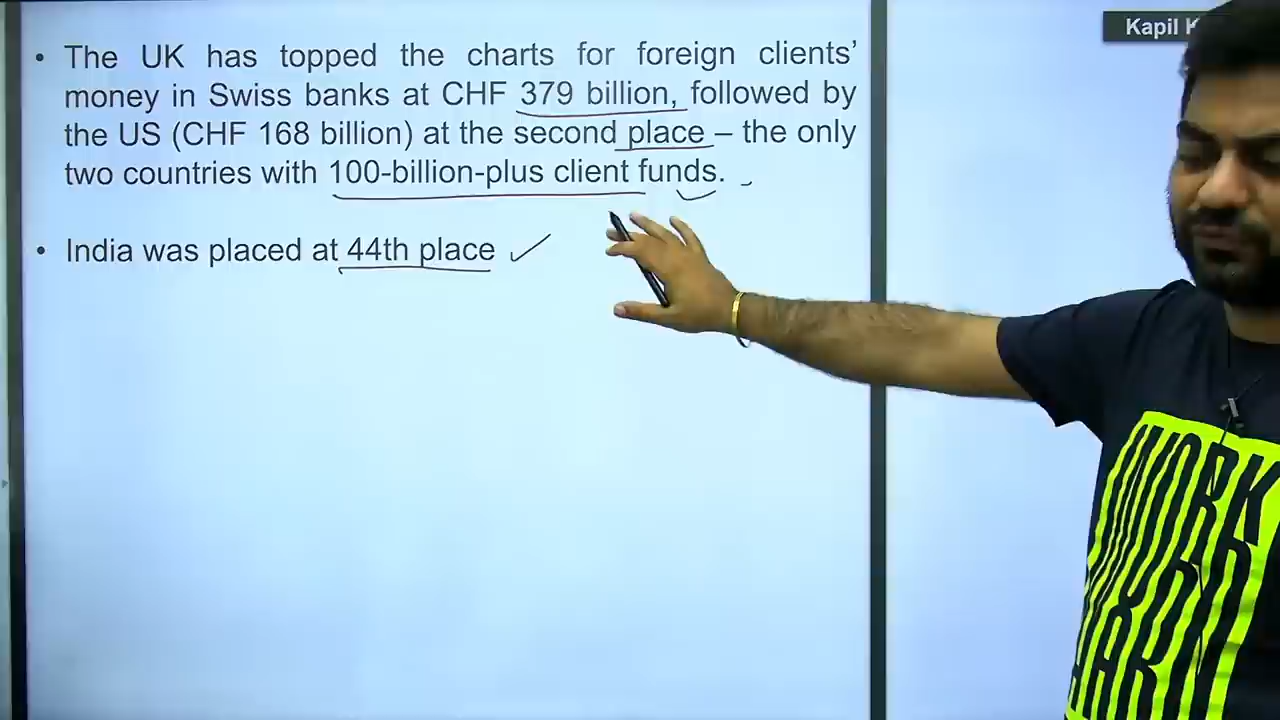 Kapil
• The UK has topped the charts for foreign clients’
money in Swiss banks at CHF 379 billion, followed by
the US (CHF 168 billion) at the second place – the only
two countries with 100-billion-plus client funds.
• India was placed at 44th place
WORK